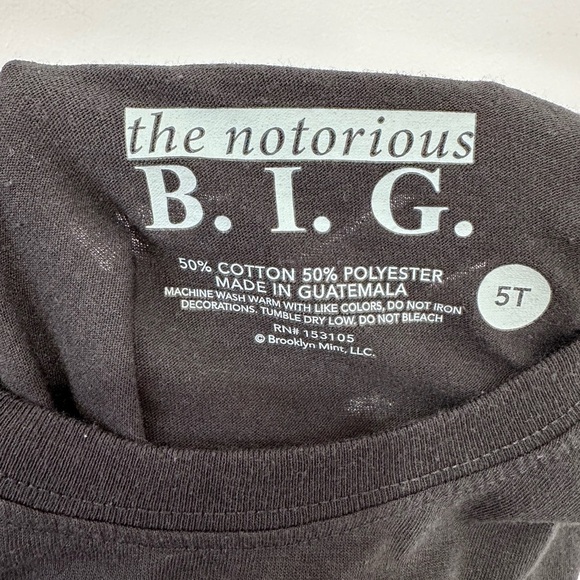 the notorious
B. I. G.
50% COTTON 50% POLYESTER
MADE IN GUATEMALA
MACHINE WASH WARM WITH LIKE COLORS, DO NOT IRON
DECORATIONS. TUMBLE DRY LOW. DO NOT BLEACH
RN# 153105
© Brooklyn Mint, LLC.
5T